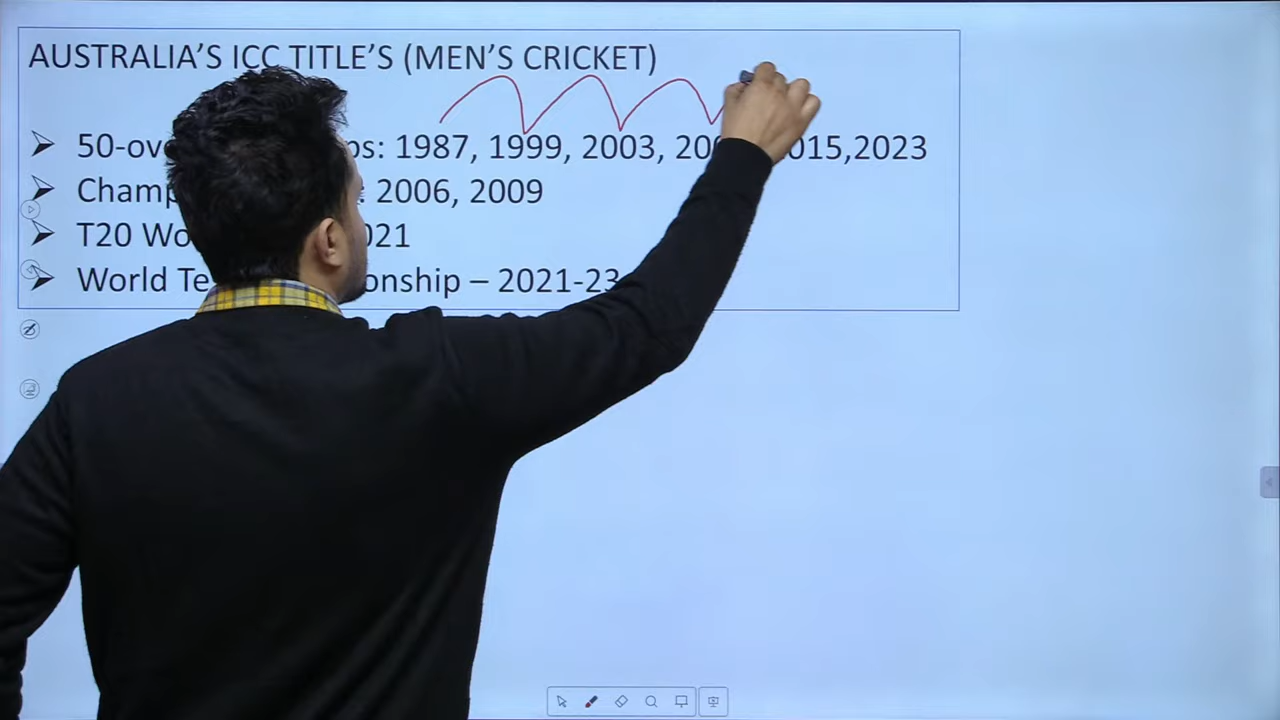 AUSTRALIA'S ICC TITLE'S (MEN'S CRICKET)
50-ov ps: 1987, 1999, 2003, 20 015,2023
Champ : 2006, 2009
T20 Wo 021
World Te onship – 2021-23